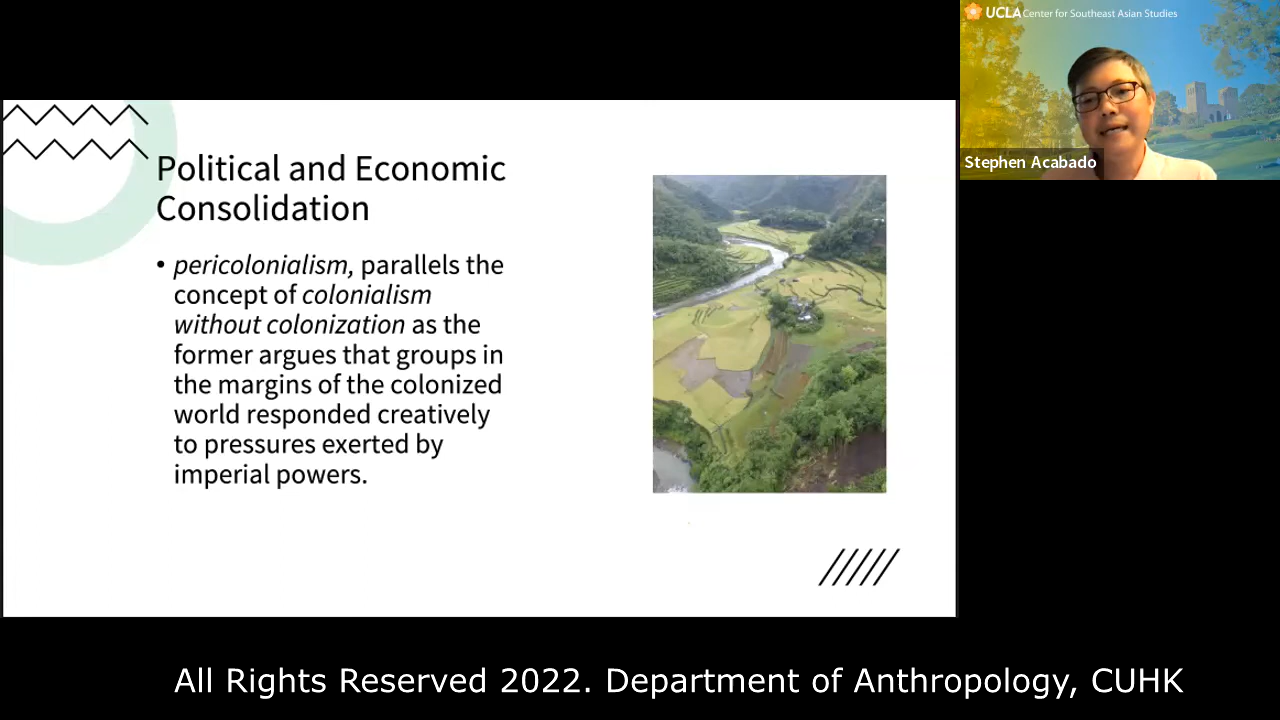 UCLA Center for Southeast Asian Studies
Stephen Acabado
Political and Economic
Consolidation
• pericolonialism, parallels the
concept of colonialism
without colonization as the
former argues that groups in
the margins of the colonized
world responded creatively
to pressures exerted by
imperial powers.
All Rights Reserved 2022. Department of Anthropology, CUHK